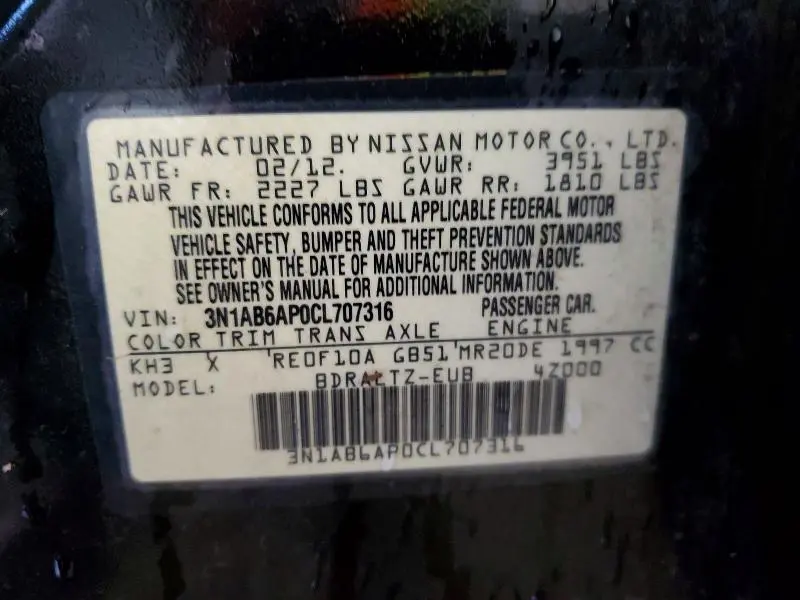 MANUFACTURED BY NISSAN MOTOR CO., LTD.
DATE: 02/12. GVWR: 3951 LBS
GAWR FR: 2227 LBS GAWR RR: 1810 LBS
THIS VEHICLE CONFORMS TO ALL APPLICABLE FEDERAL MOTOR
VEHICLE SAFETY, BUMPER AND THEFT PREVENTION STANDARDS
IN EFFECT ON THE DATE OF MANUFACTURE SHOWN ABOVE.
SEE OWNER'S MANUAL FOR ADDITIONAL INFORMATION.
VIN: 3N1AB6AP0CL707316 PASSENGER CAR.
COLOR TRIM TRANS AXLE ENGINE
KH3 X RE0F10A GB51 MR20DE 1997 CC
MODEL: BDRALTZ-EUB 4Z000
3N1AB6AP0CL707316